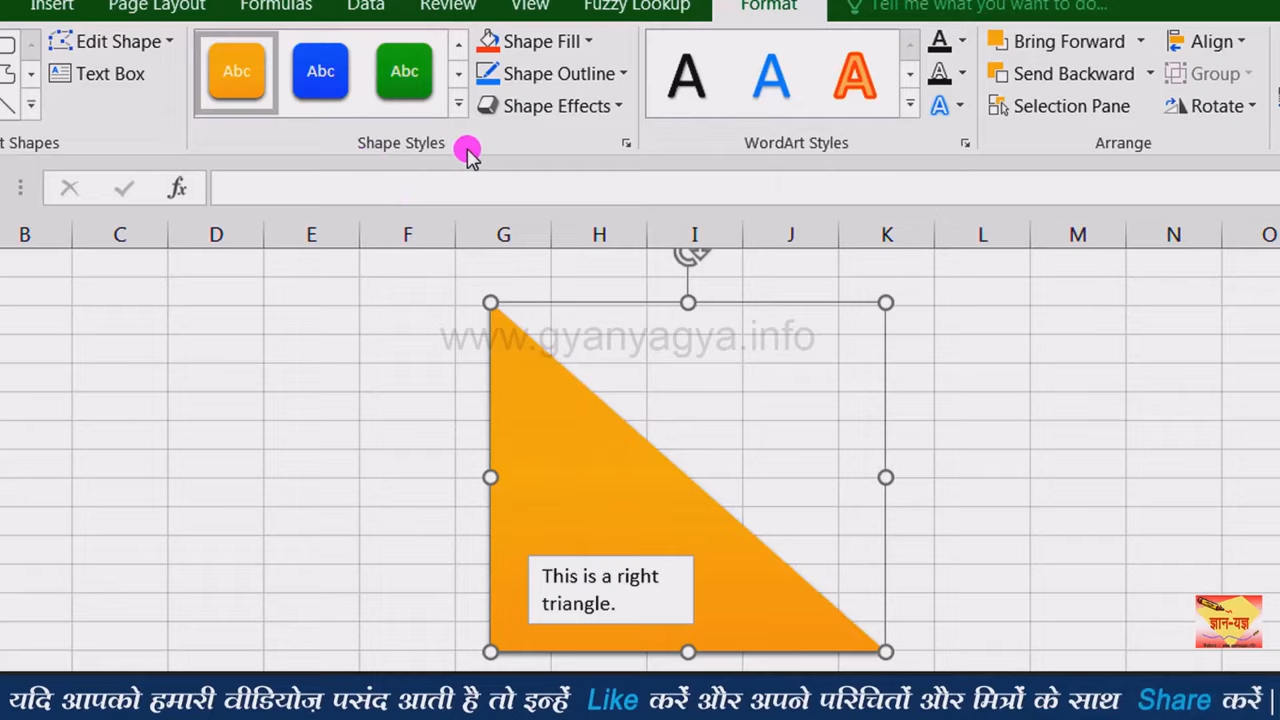 Insert Page Layout Formulas Data Review View Fuzzy Lookup Format Tell me what you want to do...
Edit Shape Abc Abc Abc Shape Fill A A A A Bring Forward Align
Text Box Shape Outline A Send Backward Group
Shape Effects A Selection Pane Rotate
t Shapes Shape Styles WordArt Styles Arrange
fx
B C D E F G H I J K L M N O
www.gyanyagya.info
This is a right
triangle.
ज्ञान-यज्ञ
यदि आपको हमारी वीडियोज़ पसंद आती है तो इन्हें Like करें और अपने परिचितों और मित्रों के साथ Share करें |